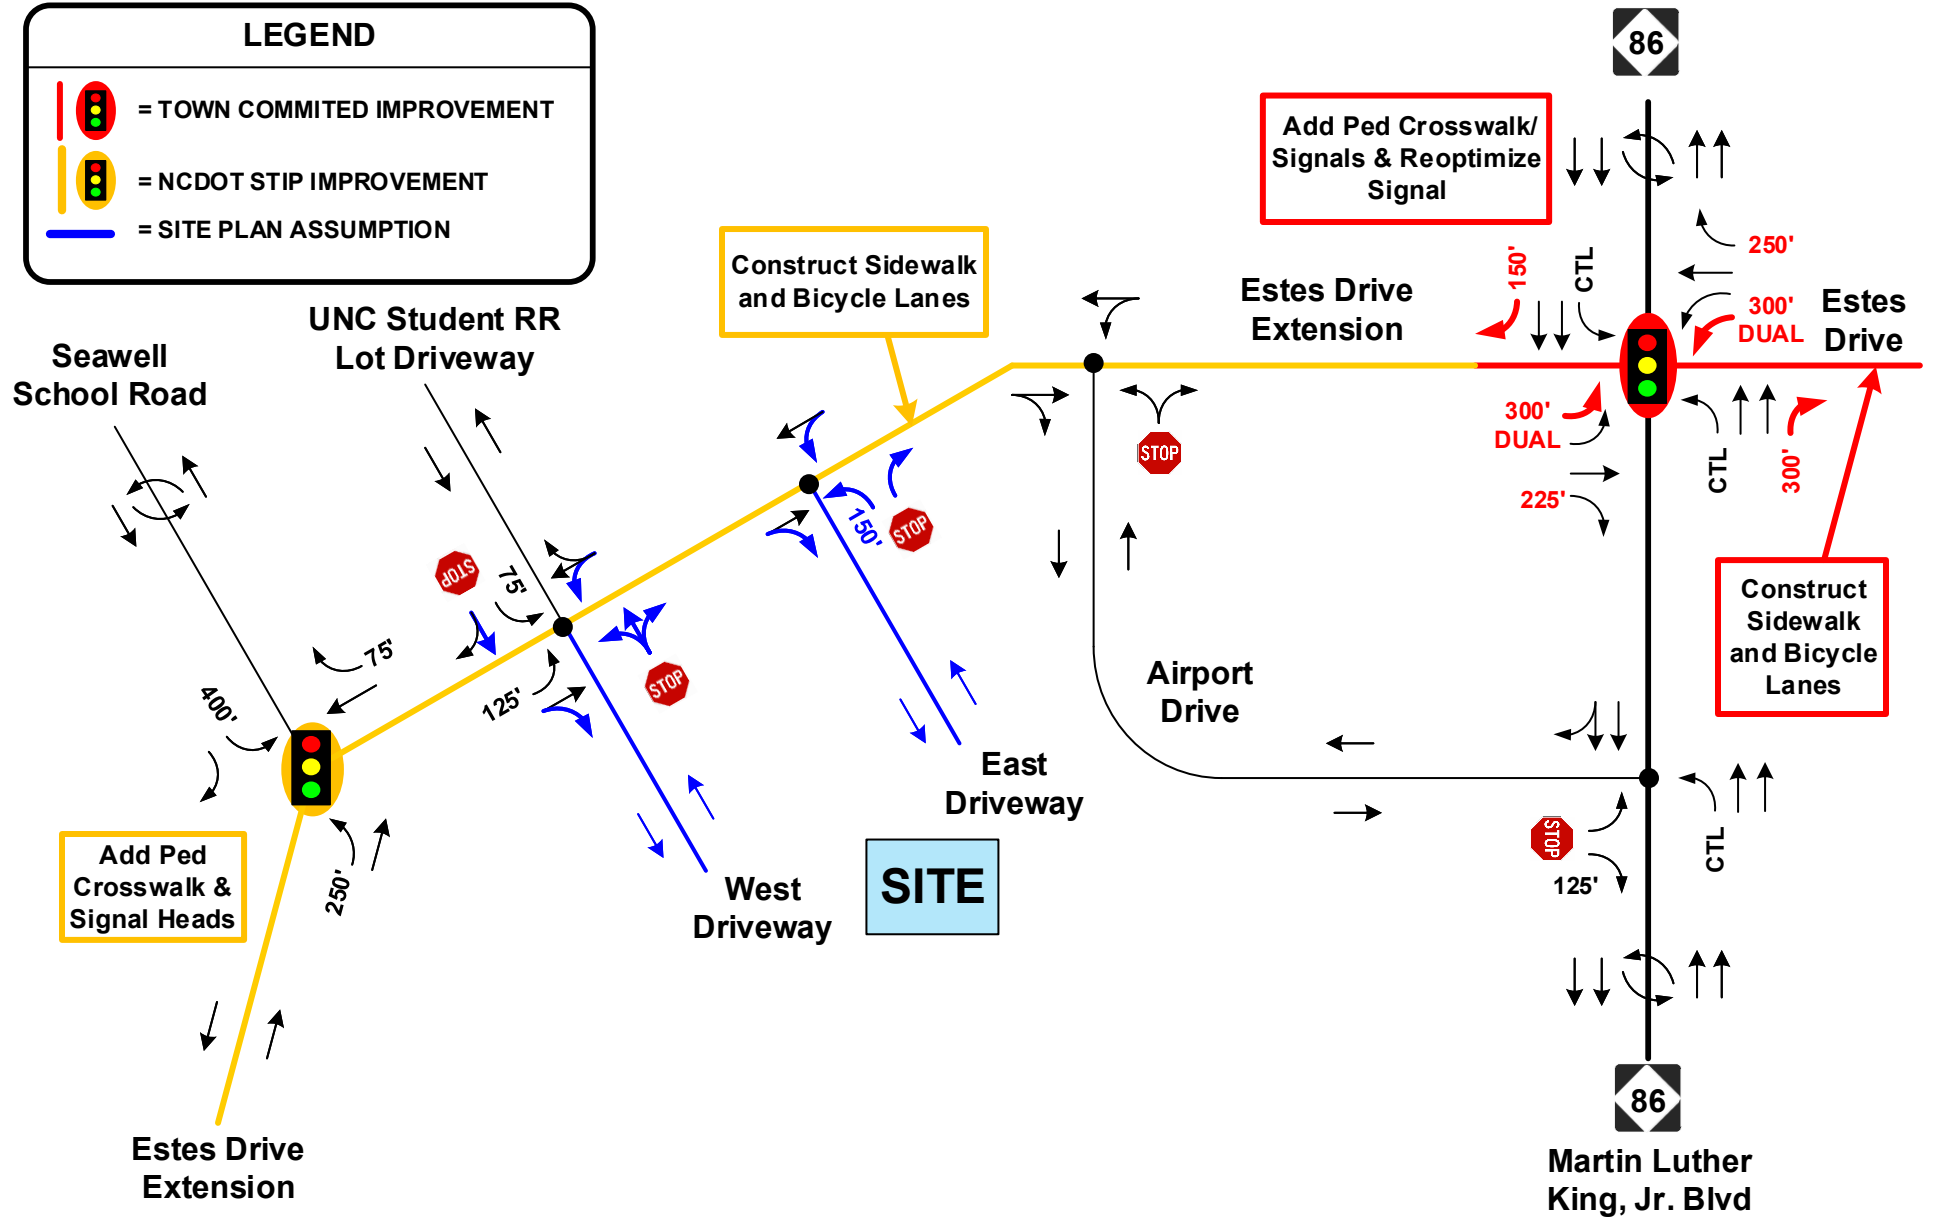 LEGEND
= TOWN COMMITED IMPROVEMENT
= NCDOT STIP IMPROVEMENT
= SITE PLAN ASSUMPTION
86
Add Ped Crosswalk/
Signals & Reoptimize
Signal
Construct Sidewalk
and Bicycle Lanes
Estes Drive
Extension
150'
CTL
250'
300'
DUAL
Estes
Drive
UNC Student RR
Lot Driveway
Seawell
School Road
300'
DUAL
225'
CTL
300'
STOP
150'
STOP
STOP
75'
75'
STOP
125'
400'
250'
Construct
Sidewalk
and Bicycle
Lanes
Airport
Drive
East
Driveway
West
Driveway
SITE
STOP
125'
CTL
Add Ped
Crosswalk &
Signal Heads
Estes Drive
Extension
86
Martin Luther
King, Jr. Blvd